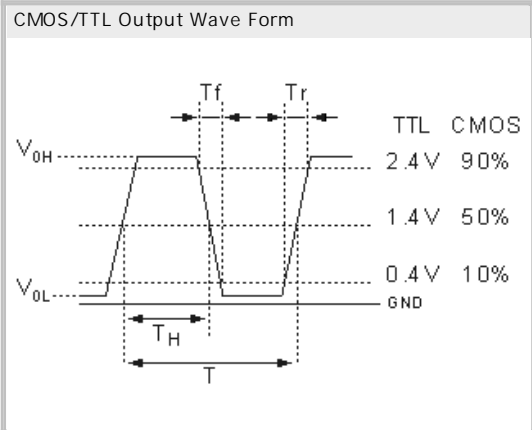 CMOS/TTL Output Wave Form
Tf Tr
TTL CMOS
V0H 2.4V 90%
1.4V 50%
0.4V 10%
V0L GND
TH
T